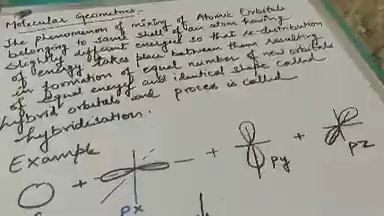 Molecular Geometries:-
The phenomenon of mixing of Atomic Orbitals
belonging to same shell of an atom having
slightly different energies so that re-distribution
of energy takes place between them resulting
in formation of equal number of new orbitals
of equal energy and identical shape called
hybrid orbitals and process is called
hybridisation.
Example
+ + +
px py pz